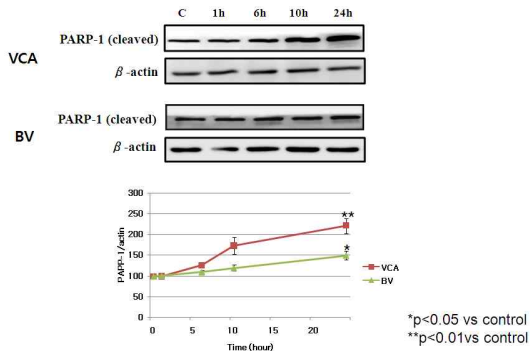 C 1h 6h 10h 24h
PARP-1 (cleaved)
VCA
β-actin
PARP-1 (cleaved)
BV
β-actin
300
250
200
150
100
50
0
PAPP-1/actin
**
*
VCA
BV
0 5 10 15 20
Time (hour)
*p<0.05 vs control
**p<0.01vs control